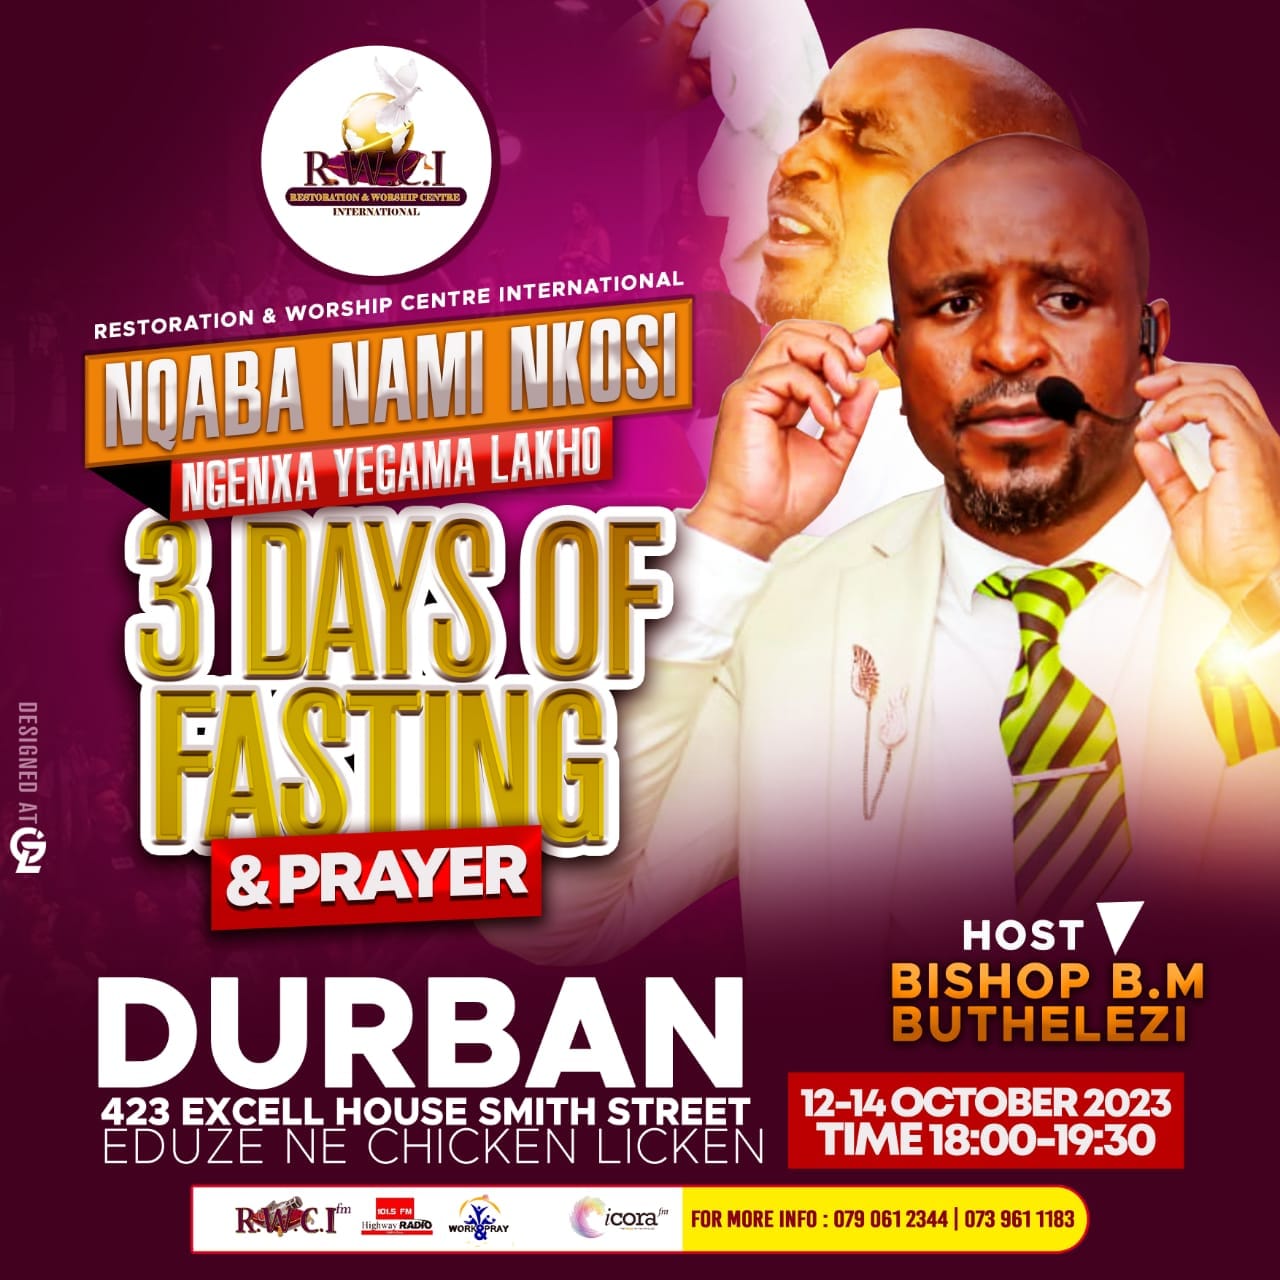 R.W.C.I
RESTORATION & WORSHIP CENTRE
INTERNATIONAL
RESTORATION & WORSHIP CENTRE INTERNATIONAL
NQABA NAMI NKOSI
NGENXA YEGAMA LAKHO
3 DAYS OF
FASTING
& PRAYER
DESIGNED AT
HOST
BISHOP B.M
BUTHELEZI
DURBAN
423 EXCELL HOUSE SMITH STREET
EDUZE NE CHICKEN LICKEN
12-14 OCTOBER 2023
TIME 18:00-19:30
R.W.C.I fm
101.5 FM
Highway RADIO
WORK & PRAY
icora fm
FOR MORE INFO : 079 061 2344 | 073 961 1183